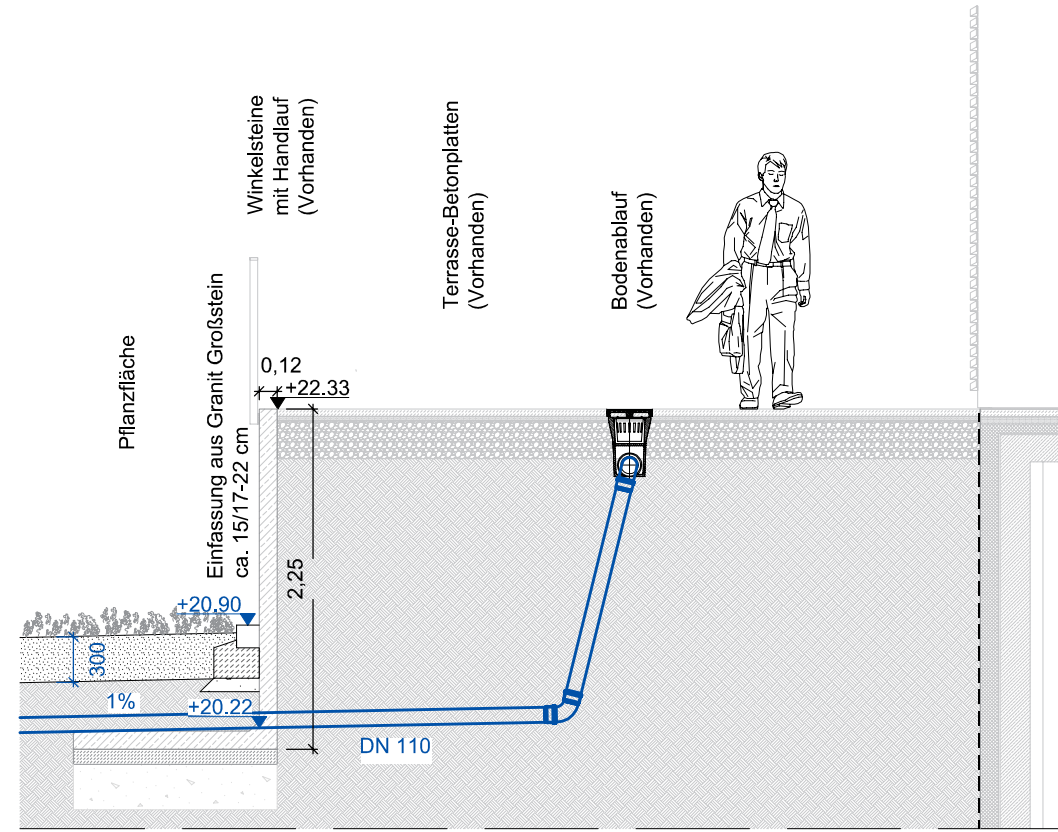 Winkelsteine
mit Handlauf
(Vorhanden)
Terrasse-Betonplatten
(Vorhanden)
Bodenablauf
(Vorhanden)
Pflanzfläche
Einfassung aus Granit Großstein
ca. 15/17-22 cm
0,12
+22.33
2,25
+20.90
300
1%
+20.22
DN 110